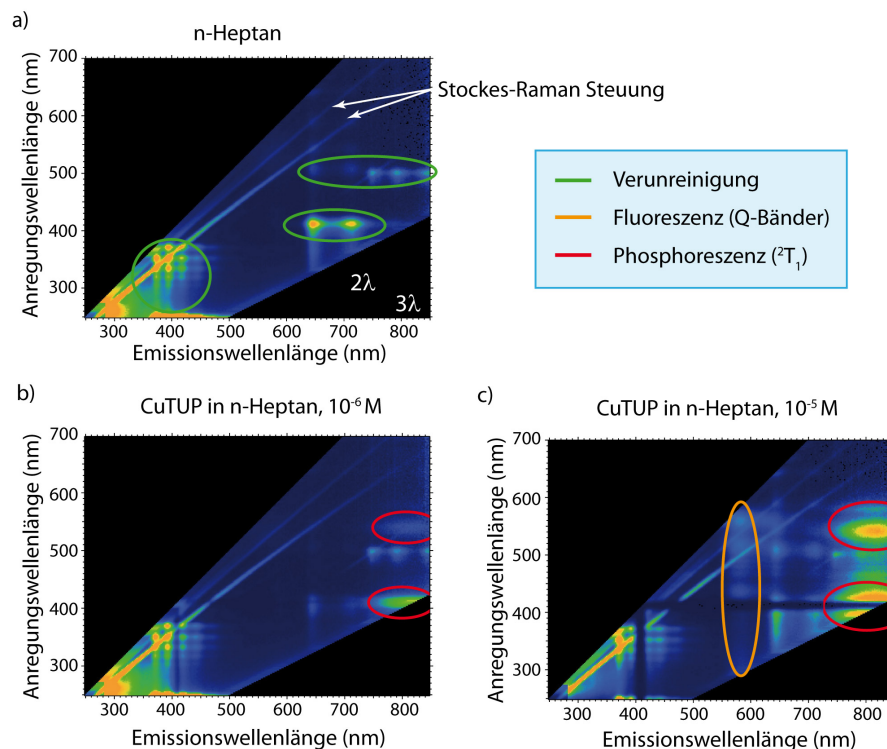 a)
n-Heptan
Anregungswellenlänge (nm)
700
600
500
400
300
Stockes-Raman Steuung
2λ
3λ
300 400 500 600 700 800
Emissionswellenlänge (nm)
Verunreinigung
Fluoreszenz (Q-Bänder)
Phosphoreszenz (²T₁)
b)
CuTUP in n-Heptan, 10⁻⁶ M
Anregungswellenlänge (nm)
700
600
500
400
300
300 400 500 600 700 800
Emissionswellenlänge (nm)
c)
CuTUP in n-Heptan, 10⁻⁵ M
Anregungswellenlänge (nm)
700
600
500
400
300
300 400 500 600 700 800
Emissionswellenlänge (nm)